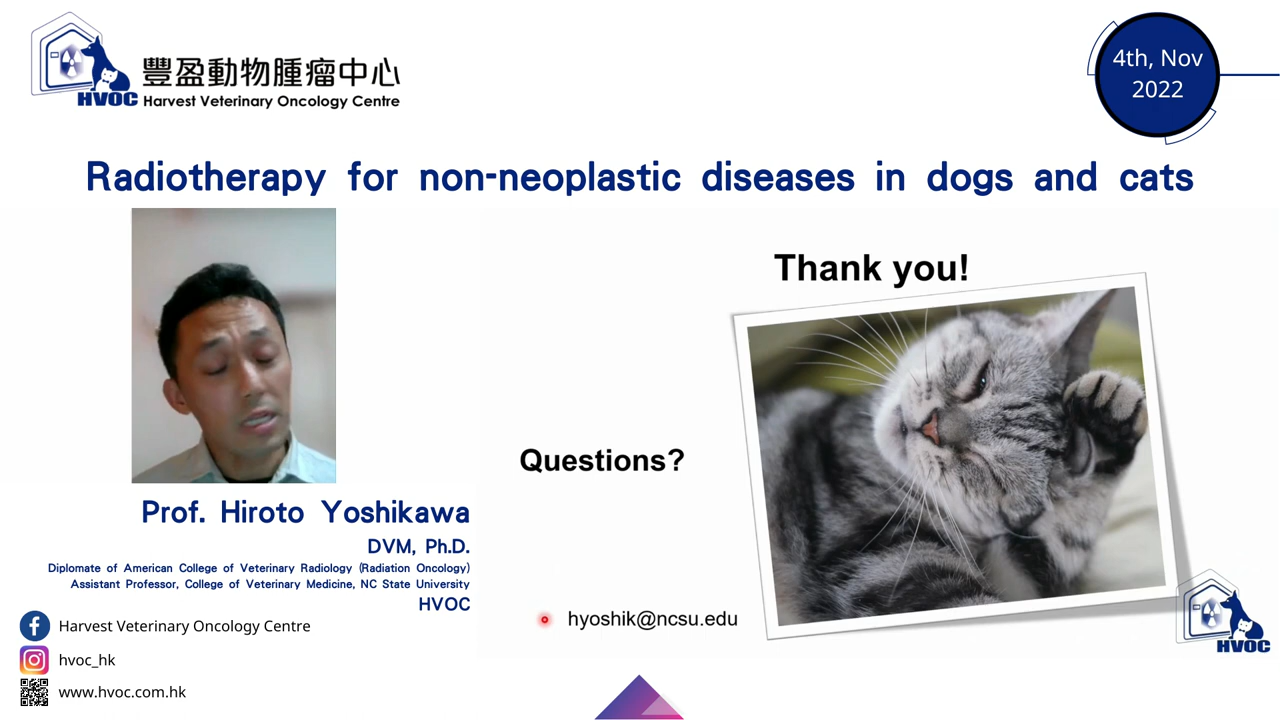 豐盈動物腫瘤中心
HVOC Harvest Veterinary Oncology Centre
4th, Nov
2022
Radiotherapy for non-neoplastic diseases in dogs and cats
Thank you!
Questions?
hyoshik@ncsu.edu
HVOC
Prof. Hiroto Yoshikawa
DVM, Ph.D.
Diplomate of American College of Veterinary Radiology (Radiation Oncology)
Assistant Professor, College of Veterinary Medicine, NC State University
HVOC
Harvest Veterinary Oncology Centre
hvoc_hk
www.hvoc.com.hk